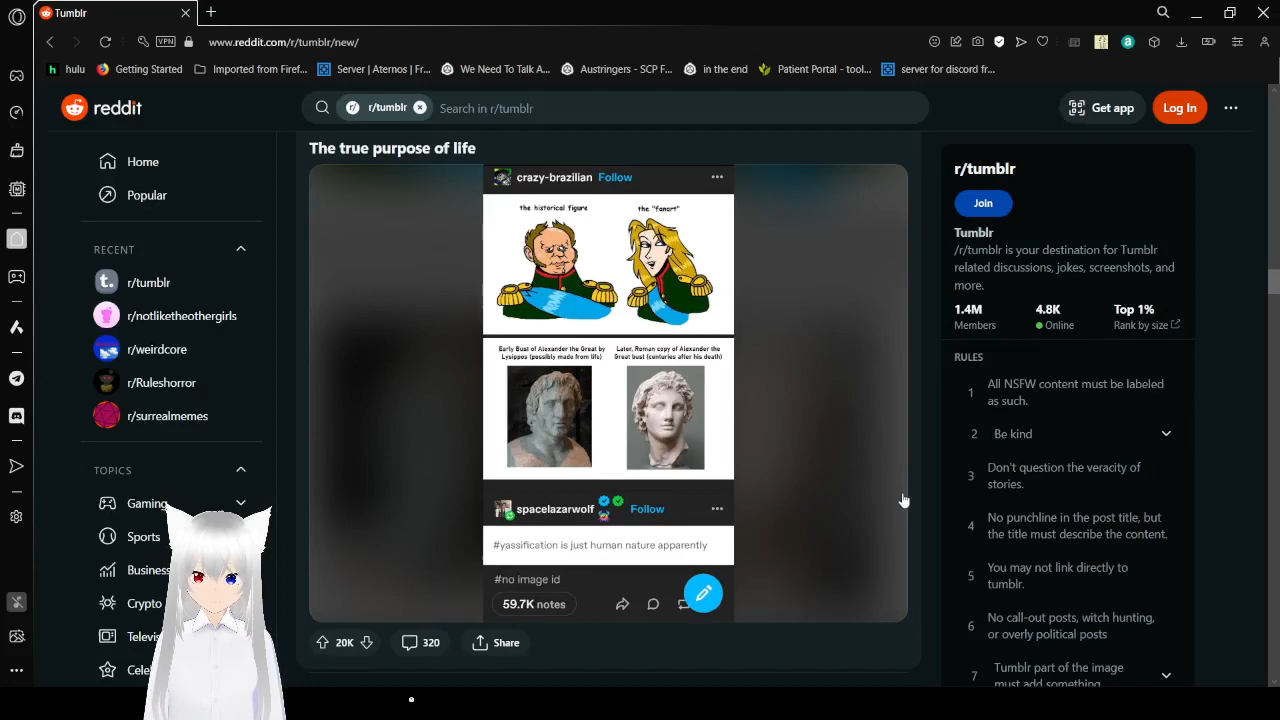 Tumblr
VPN
www.reddit.com/r/tumblr/new/
hulu
Getting Started
Imported from Firef...
Server | Aternos | Fr...
We Need To Talk A...
Austringers - SCP F...
in the end
Patient Portal - tool...
server for discord fr...
reddit
r/tumblr
Search in r/tumblr
Get app
Log In
Home
Popular
RECENT
r/tumblr
r/notliketheothergirls
r/weirdcore
r/Ruleshorror
r/surrealmemes
TOPICS
Gaming
Sports
Business
Crypto
Televi
Cele
The true purpose of life
crazy-brazilian Follow
the historical figure
the "fanart"
Early Bust of Alexander the Great by
Lysippos (possibly made from life)
Later, Roman copy of Alexander the
Great bust (centuries after his death)
spacelazarwolf Follow
#yassification is just human nature apparently
#no image id
59.7K notes
20K
320
Share
r/tumblr
Join
Tumblr
/r/tumblr is your destination for Tumblr
related discussions, jokes, screenshots, and
more.
1.4M
Members
4.8K
Online
Top 1%
Rank by size
RULES
1
All NSFW content must be labeled
as such.
2
Be kind
3
Don't question the veracity of
stories.
4
No punchline in the post title, but
the title must describe the content.
5
You may not link directly to
tumblr.
6
No call-out posts, witch hunting,
or overly political posts
7
Tumblr part of the image
must add something